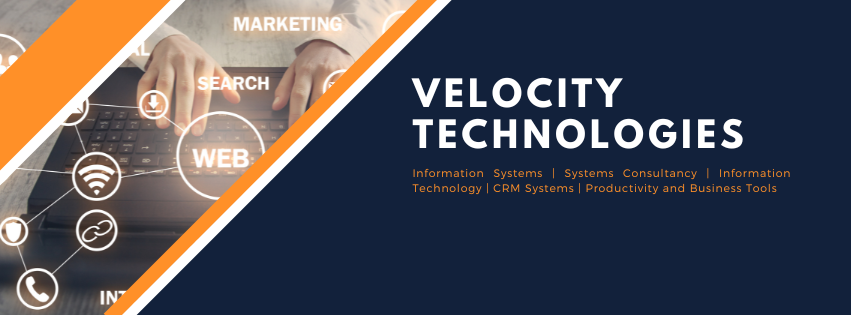 MARKETING
SEARCH
WEB
VELOCITY
TECHNOLOGIES
Information Systems | Systems Consultancy | Information
Technology | CRM Systems | Productivity and Business Tools